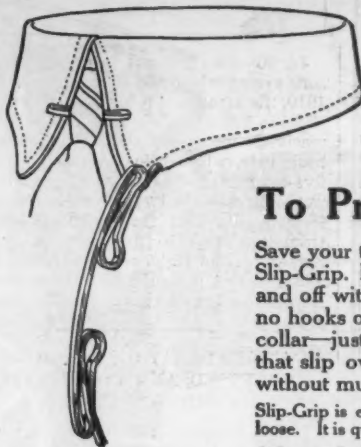 To Pr
Save your
Slip-Grip.
and off wit
no hooks o
collar—just
that slip ov
without mu
Slip-Grip is e
loose. It is q